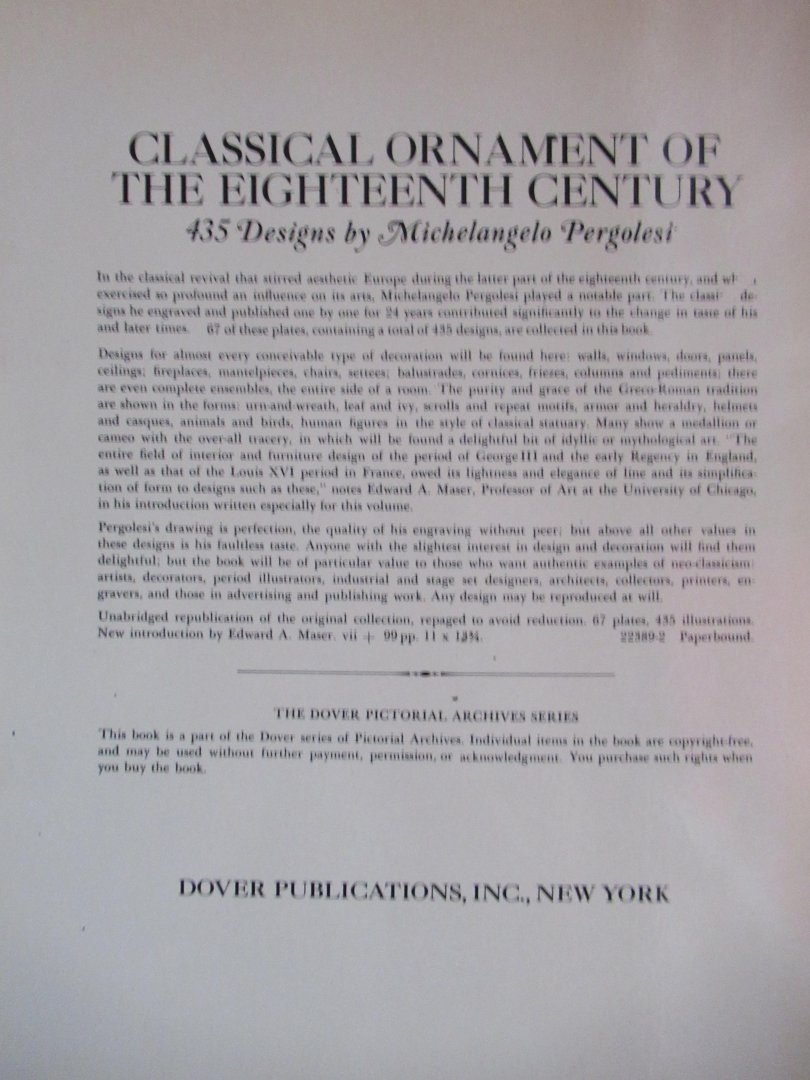 CLASSICAL ORNAMENT OF
THE EIGHTEENTH CENTURY
435 Designs by Michelangelo Pergolesi
In the classical revival that stirred aesthetic Europe during the latter part of the eighteenth century, and
exercised so profound an influence on its arts, Michelangelo Pergolesi played a notable part. The de-
signs he engraved and published one by one for 24 years contributed significantly to the change in taste of his
and later times. 67 of these plates, containing a total of 435 designs, are collected in this book.
Designs for almost every conceivable type of decoration will be found here: walls, windows, doors, panels,
ceilings; fireplaces, mantelpieces, chairs, settees; balustrades, cornices, friezes, columns and pediments; there
are even complete ensembles, the entire side of a room. The purity and grace of the Greco-Roman tradition
are shown in the forms: urn-and-wreath, leaf and ivy, scrolls and repeat motifs, armor and heraldry, helmets
and casques, animals and birds, human figures in the style of classical statuary. Many show a medallion or
cameo with the over-all tracery, in which will be found a delightful bit of idyllic or mythological art. "The
entire field of interior and furniture design of the period of George III and the early Regency in England,
as well as that of the Louis XVI period in France, owed its lightness and elegance of line and its simplifica-
tion of form to designs such as these," notes Edward A. Maser, Professor of Art at the University of Chicago,
in his introduction written especially for this volume.
Pergolesi's drawing is perfection, the quality of his engraving without peer; but above all other values in
these designs is his faultless taste. Anyone with the slightest interest in design and decoration will find them
delightful; but the book will be of particular value to those who want authentic examples of neo-classicism:
artists, decorators, period illustrators, industrial and stage set designers, architects, collectors, printers, en-
gravers, and those in advertising and publishing work. Any design may be reproduced at will.
Unabridged republication of the original collection, repaged to avoid reduction. 67 plates, 435 illustrations.
New introduction by Edward A. Maser. vii + 99 pp. 11 x 13¾. 22389-2 Paperbound.
THE DOVER PICTORIAL ARCHIVES SERIES
This book is a part of the Dover series of Pictorial Archives. Individual items in the book are copyright-free,
and may be used without further payment, permission, or acknowledgment. You purchase such rights when
you buy the book.
DOVER PUBLICATIONS, INC., NEW YORK